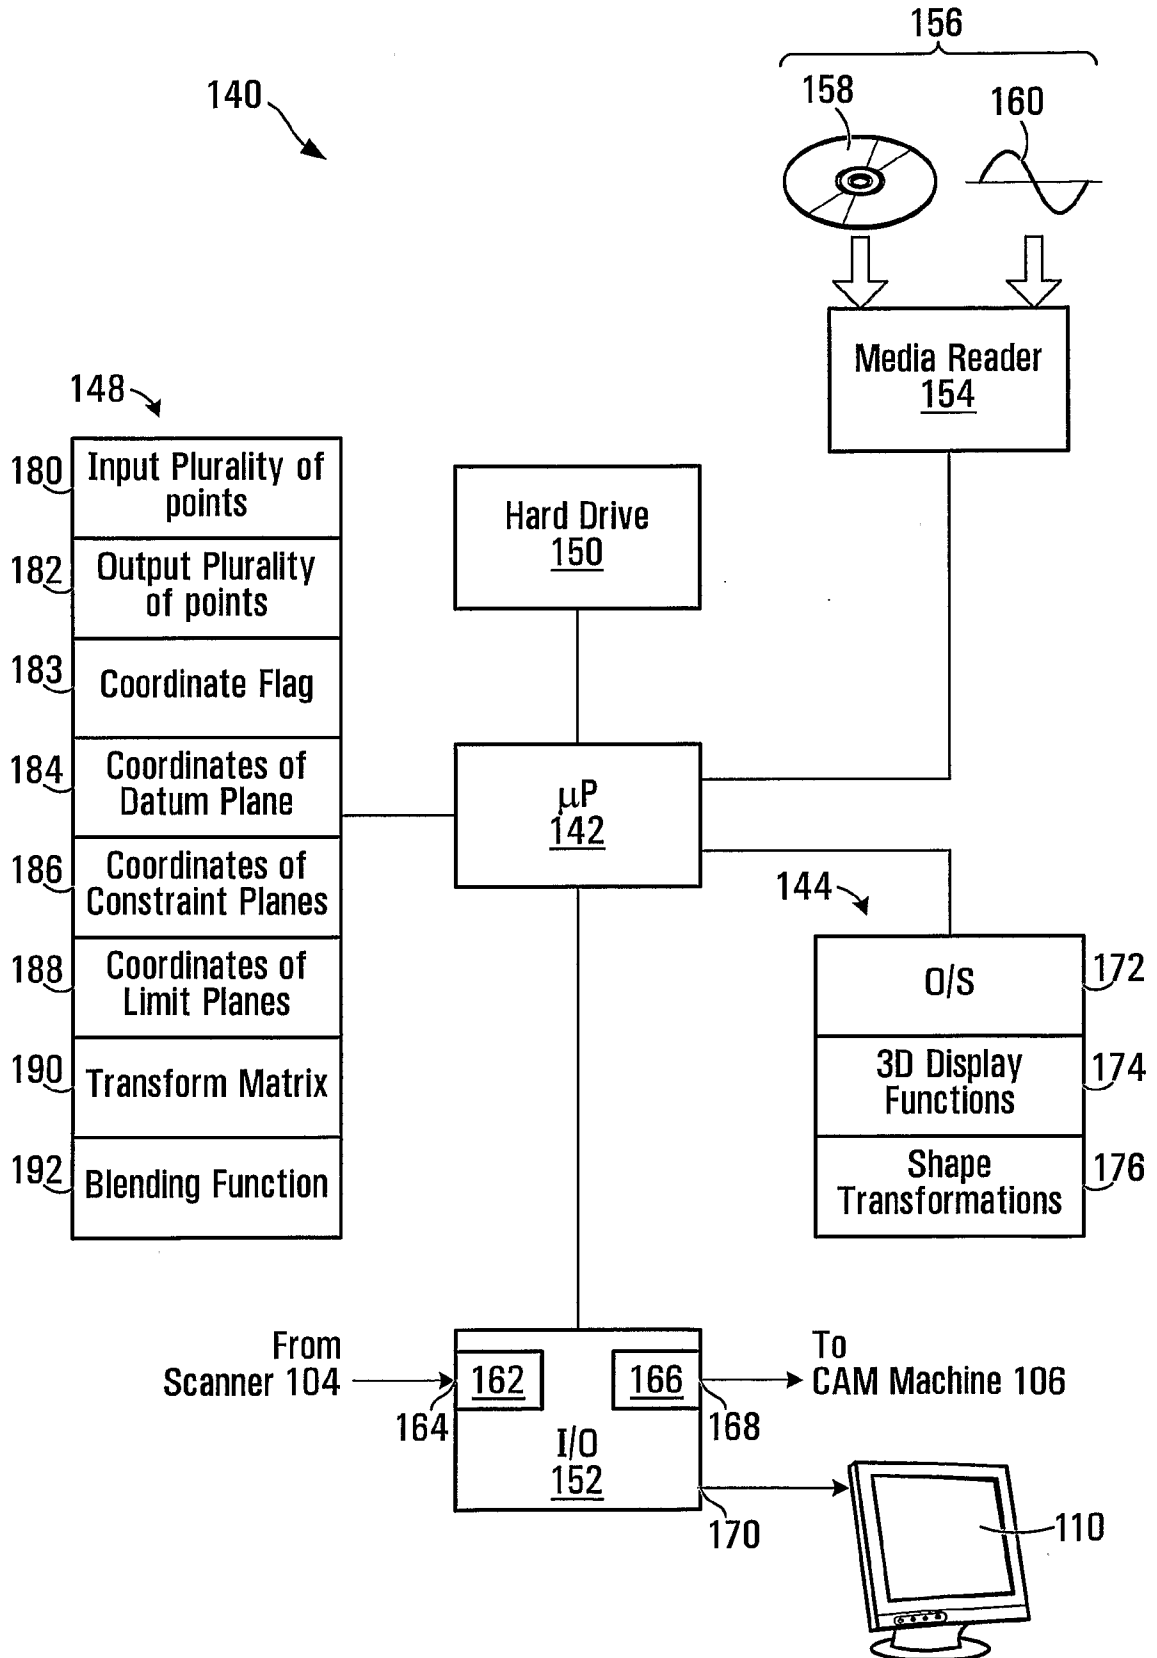 156
140
158
160
Media Reader
154
148
180
Input Plurality of
points
Hard Drive
150
182
Output Plurality
of points
183
Coordinate Flag
184
Coordinates of
Datum Plane
µP
142
186
Coordinates of
Constraint Planes
144
188
Coordinates of
Limit Planes
O/S
172
190
Transform Matrix
3D Display
Functions
174
192
Blending Function
Shape
Transformations
176
From
Scanner 104
162
164
166
168
To
CAM Machine 106
I/O
152
170
110